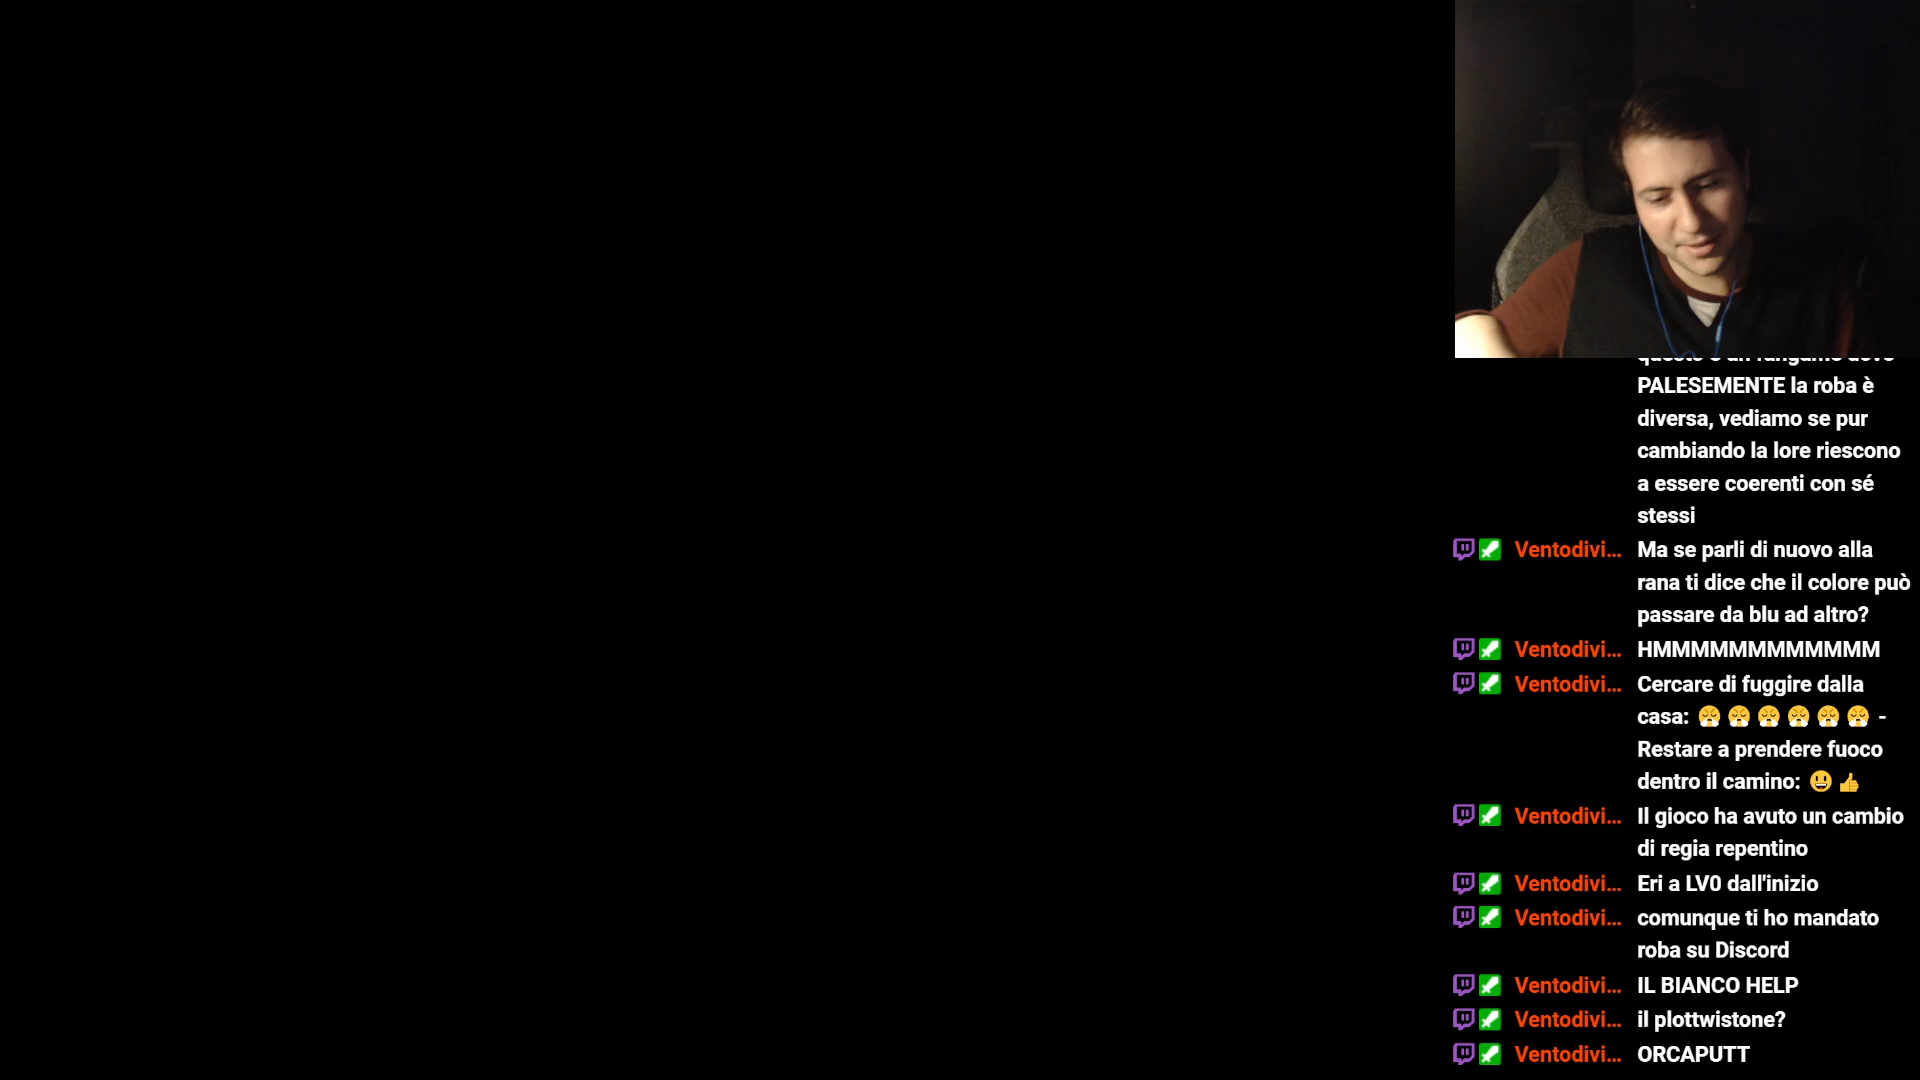 PALESEMENTE la roba è
diversa, vediamo se pur
cambiando la lore riescono
a essere coerenti con sé
stessi
Ventodivi... Ma se parli di nuovo alla
rana ti dice che il colore può
passare da blu ad altro?
Ventodivi... HMMMMMMMMMMMM
Ventodivi... Cercare di fuggire dalla
casa: 😤 😤 😤 😤 😤 😤 -
Restare a prendere fuoco
dentro il camino: 😃 👍
Ventodivi... Il gioco ha avuto un cambio
di regia repentino
Ventodivi... Eri a LV0 dall'inizio
Ventodivi... comunque ti ho mandato
roba su Discord
Ventodivi... IL BIANCO HELP
Ventodivi... il plottwistone?
Ventodivi... ORCAPUTT